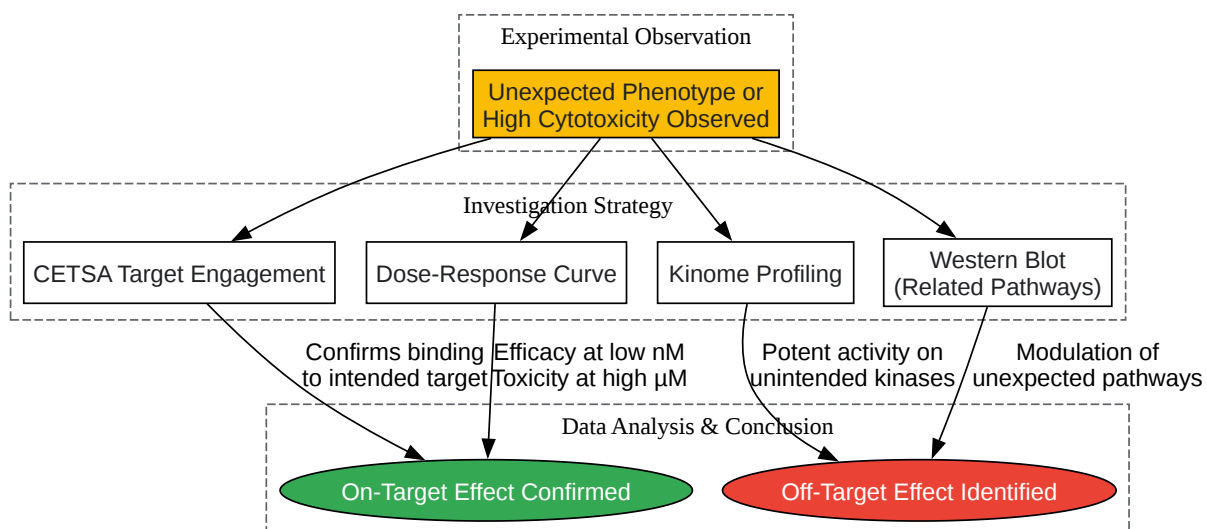 Experimental Observation
Unexpected Phenotype or
High Cytotoxicity Observed
Investigation Strategy
CETSA Target Engagement
Dose-Response Curve
Kinome Profiling
Western Blot
(Related Pathways)
Confirms binding
to intended target
Efficacy at low nM
Toxicity at high µM
Potent activity on
unintended kinases
Modulation of
unexpected pathways
Data Analysis & Conclusion
On-Target Effect Confirmed
Off-Target Effect Identified